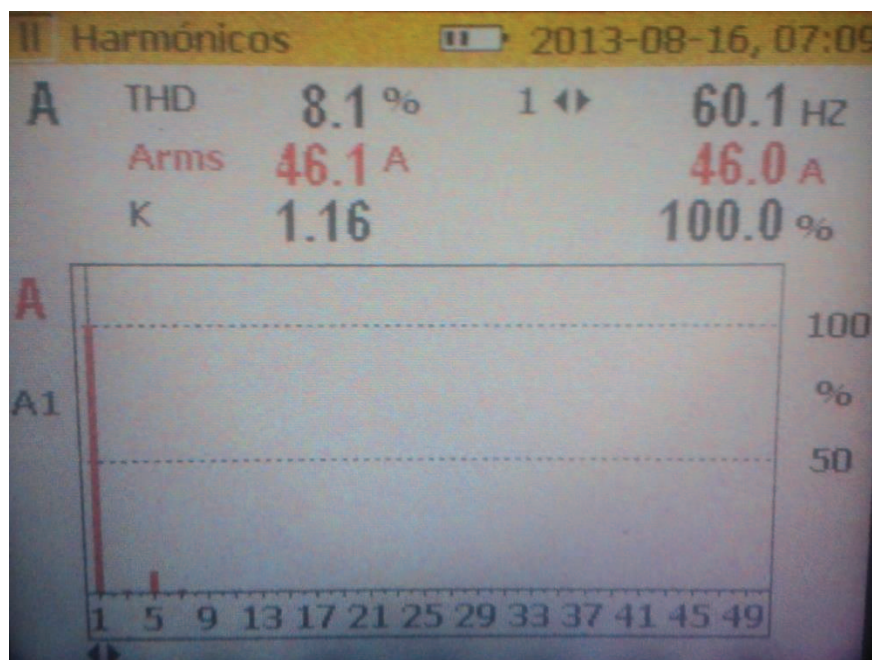 Harmónicos 2013-08-16, 07:09
A THD 8.1 % 1 60.1 HZ
Arms 46.1 A 46.0 A
K 1.16 100.0 %
A
100
A1 %
50
1 5 9 13 17 21 25 29 33 37 41 45 49